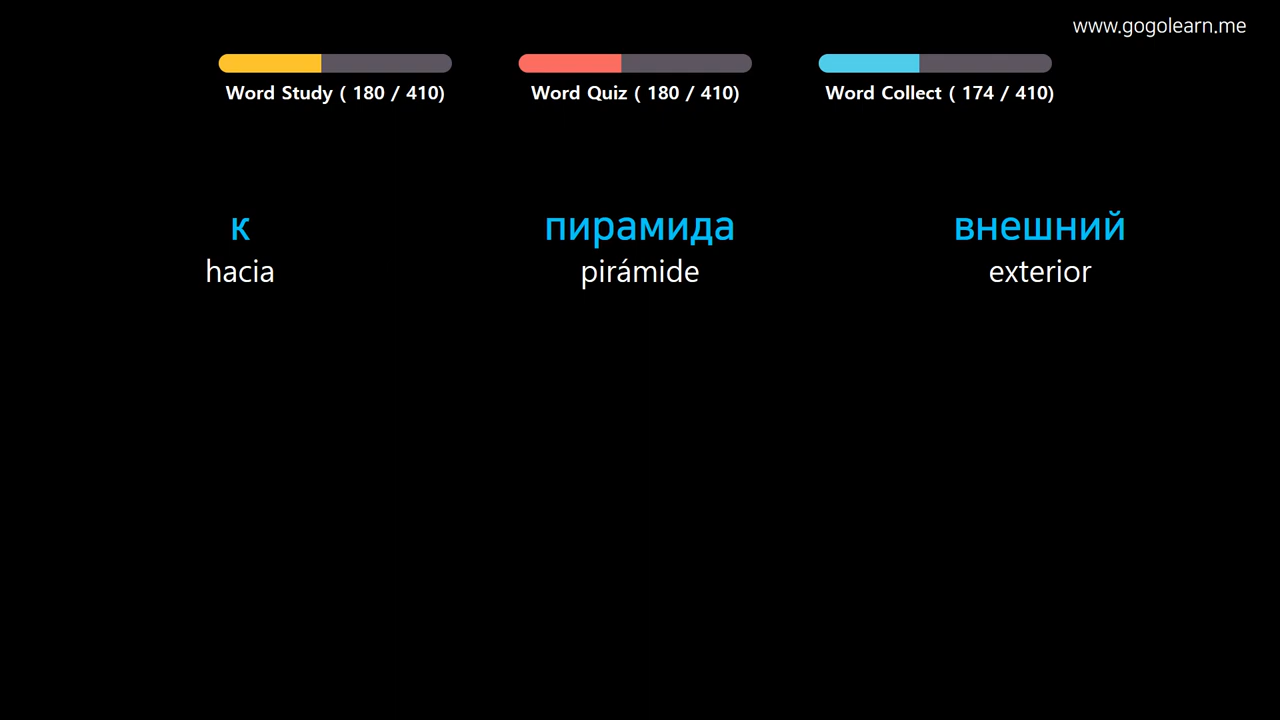 www.gogolearn.me
Word Study ( 180 / 410)
Word Quiz ( 180 / 410)
Word Collect ( 174 / 410)
к
hacia
пирамида
pirámide
внешний
exterior